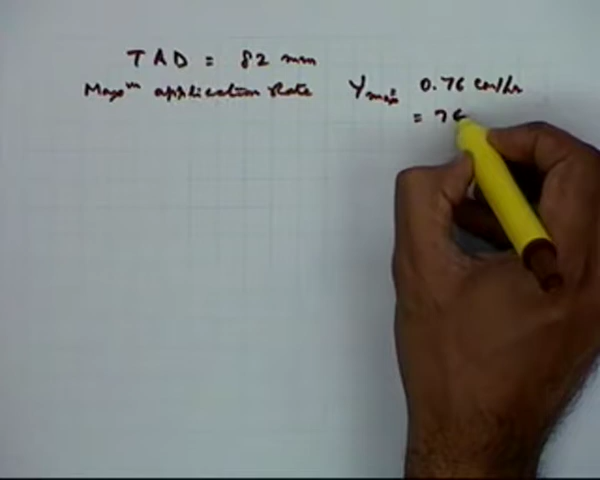 TAD = 82 mm
Maxm application Rate Ymax = 0.76 cm/hr
= 76